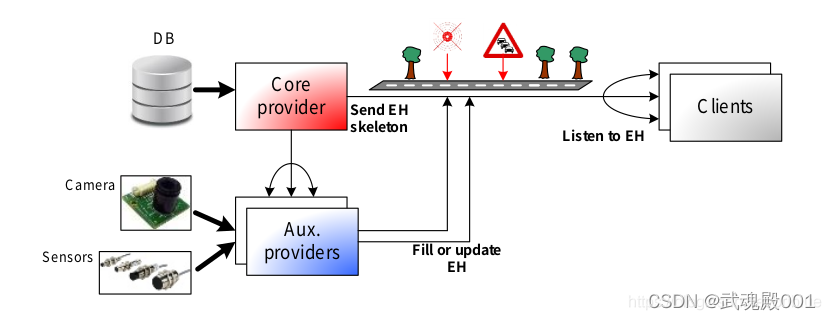 DB
Core
provider
Send EH
skeleton
Listen to EH
Clients
Camera
Sensors
Aux.
providers
Fill or update
EH
CSDN @武魂殿001